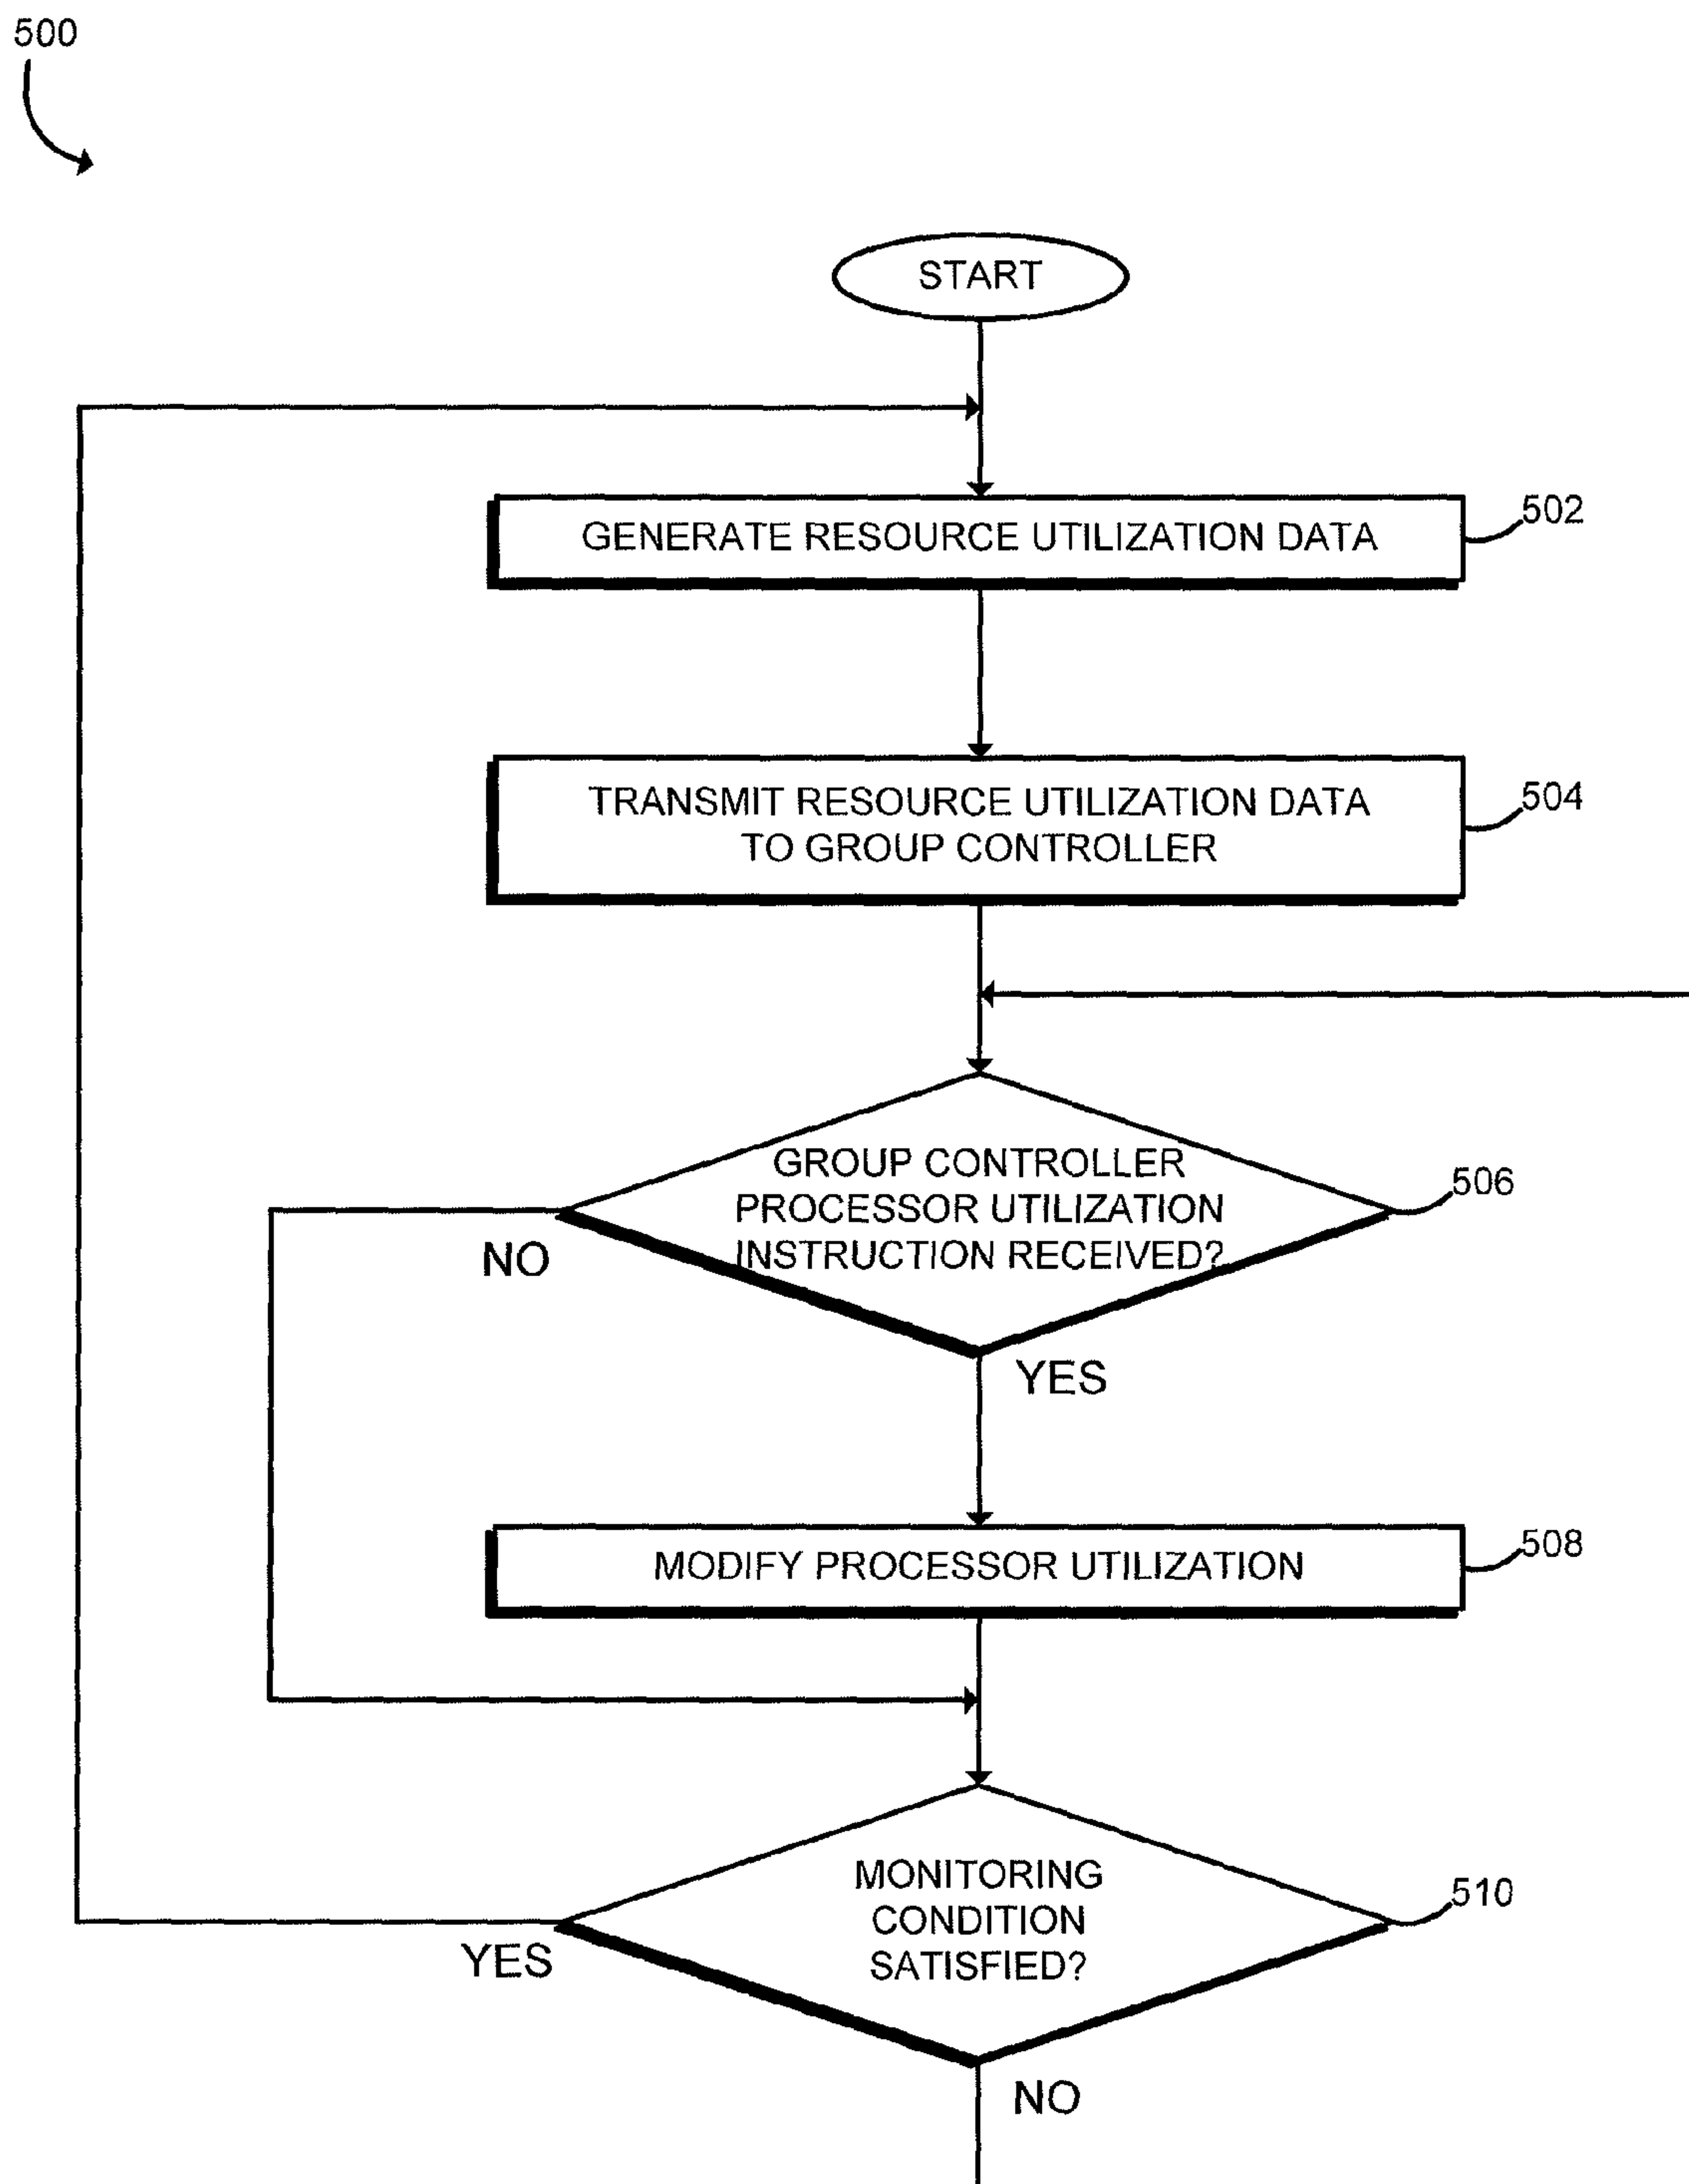 500
START
GENERATE RESOURCE UTILIZATION DATA
502
TRANSMIT RESOURCE UTILIZATION DATA
TO GROUP CONTROLLER
504
GROUP CONTROLLER
PROCESSOR UTILIZATION
INSTRUCTION RECEIVED?
506
NO
YES
MODIFY PROCESSOR UTILIZATION
508
MONITORING
CONDITION
SATISFIED?
510
YES
NO